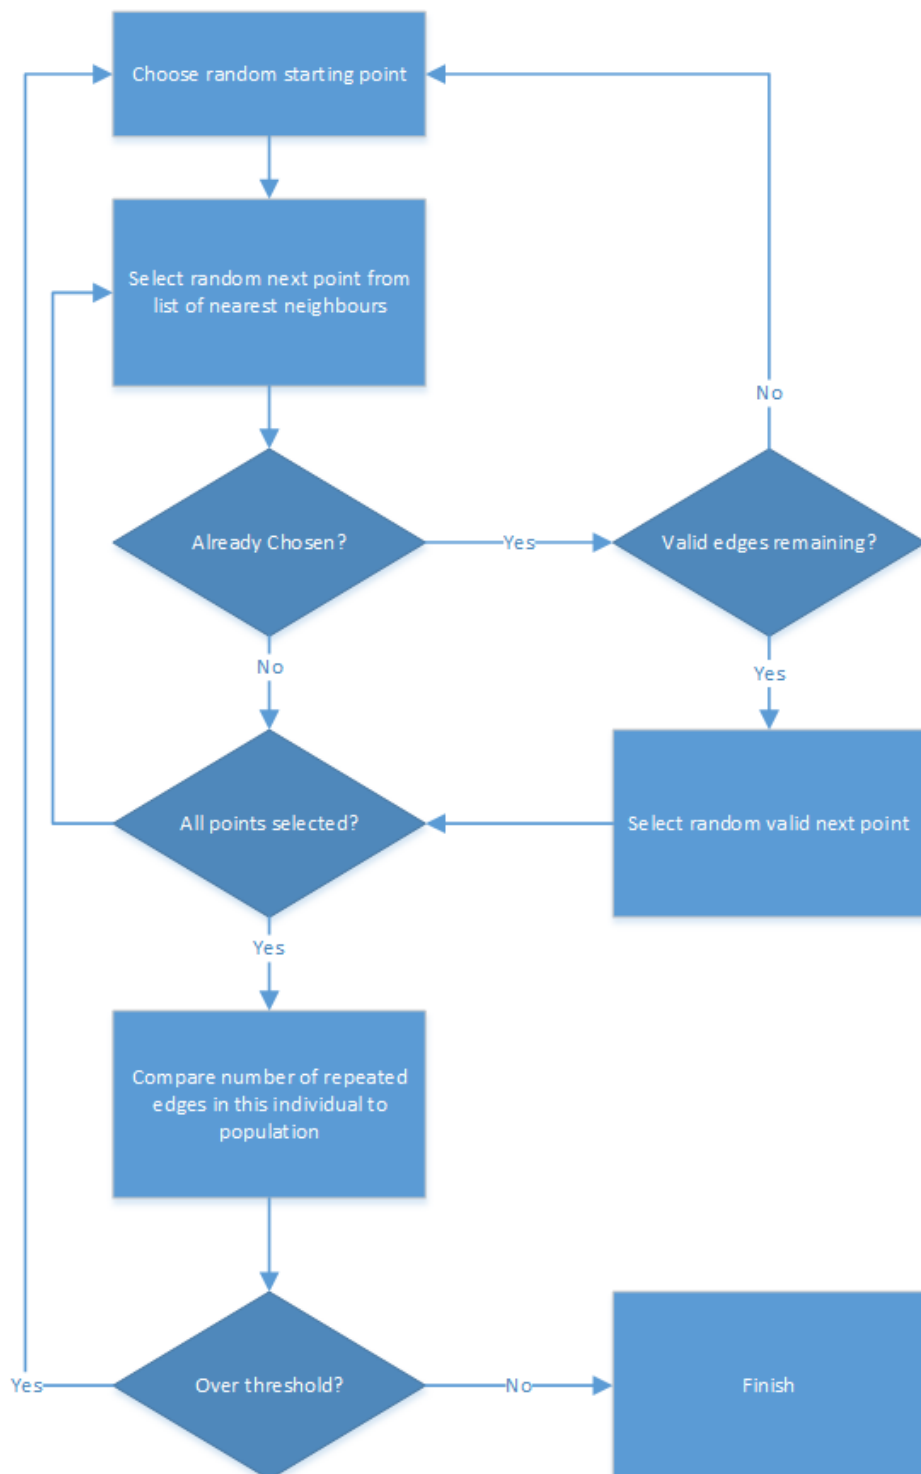 Choose random starting point
Select random next point from
list of nearest neighbours
No
Already Chosen?
Yes
Valid edges remaining?
No
Yes
All points selected?
Select random valid next point
Yes
Compare number of repeated
edges in this individual to
population
Yes
Over threshold?
No
Finish